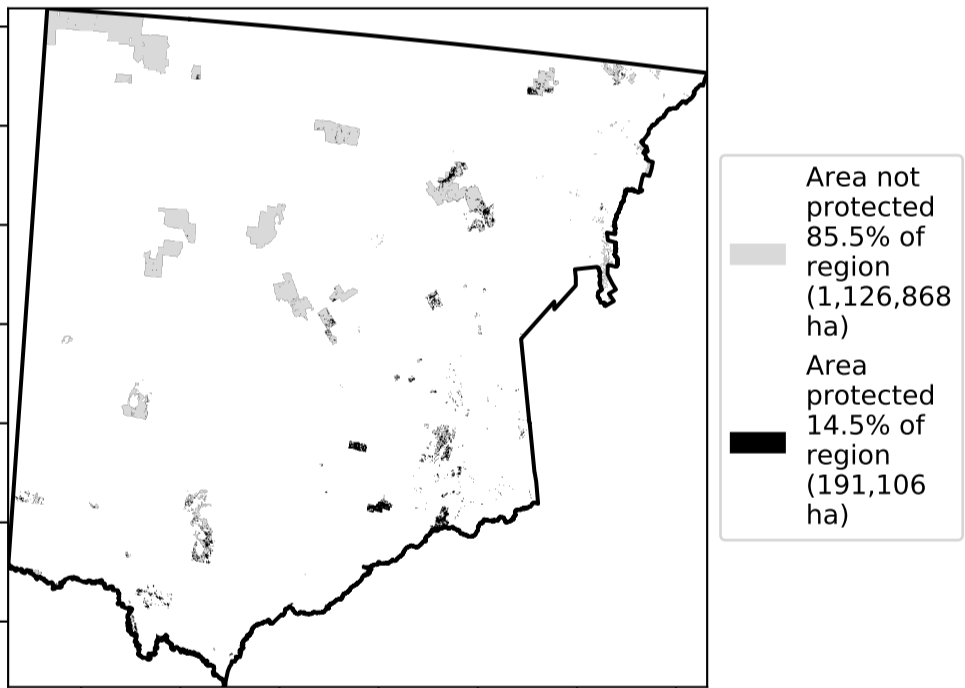 Area not
protected
85.5% of
region
(1,126,868
ha)
Area
protected
14.5% of
region
(191,106
ha)